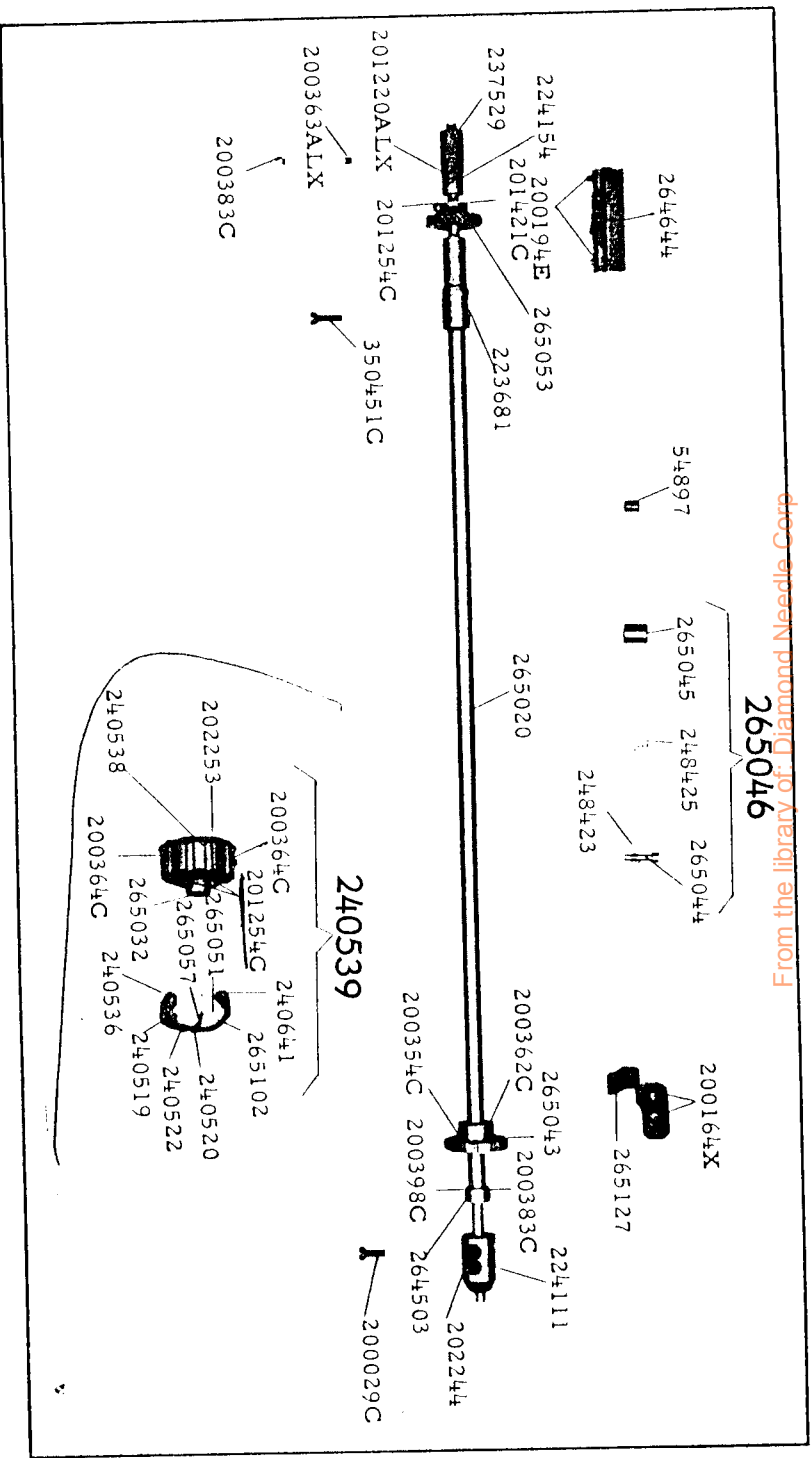 From the library of: Diamond Needle Corp
264644
54897
265046
265045
248425
265044
248423
200164X
265127
237529
224154
200194E
201421C
265053
223681
201220ALX
201254C
200363ALX
200383C
350451C
265020
200362C
265043
200383C
224111
200354C
200398C
264503
202244
200029C
240539
202253
240538
200364C
201254C
265051
265057
265032
200364C
240641
265102
240520
240522
240519
240536